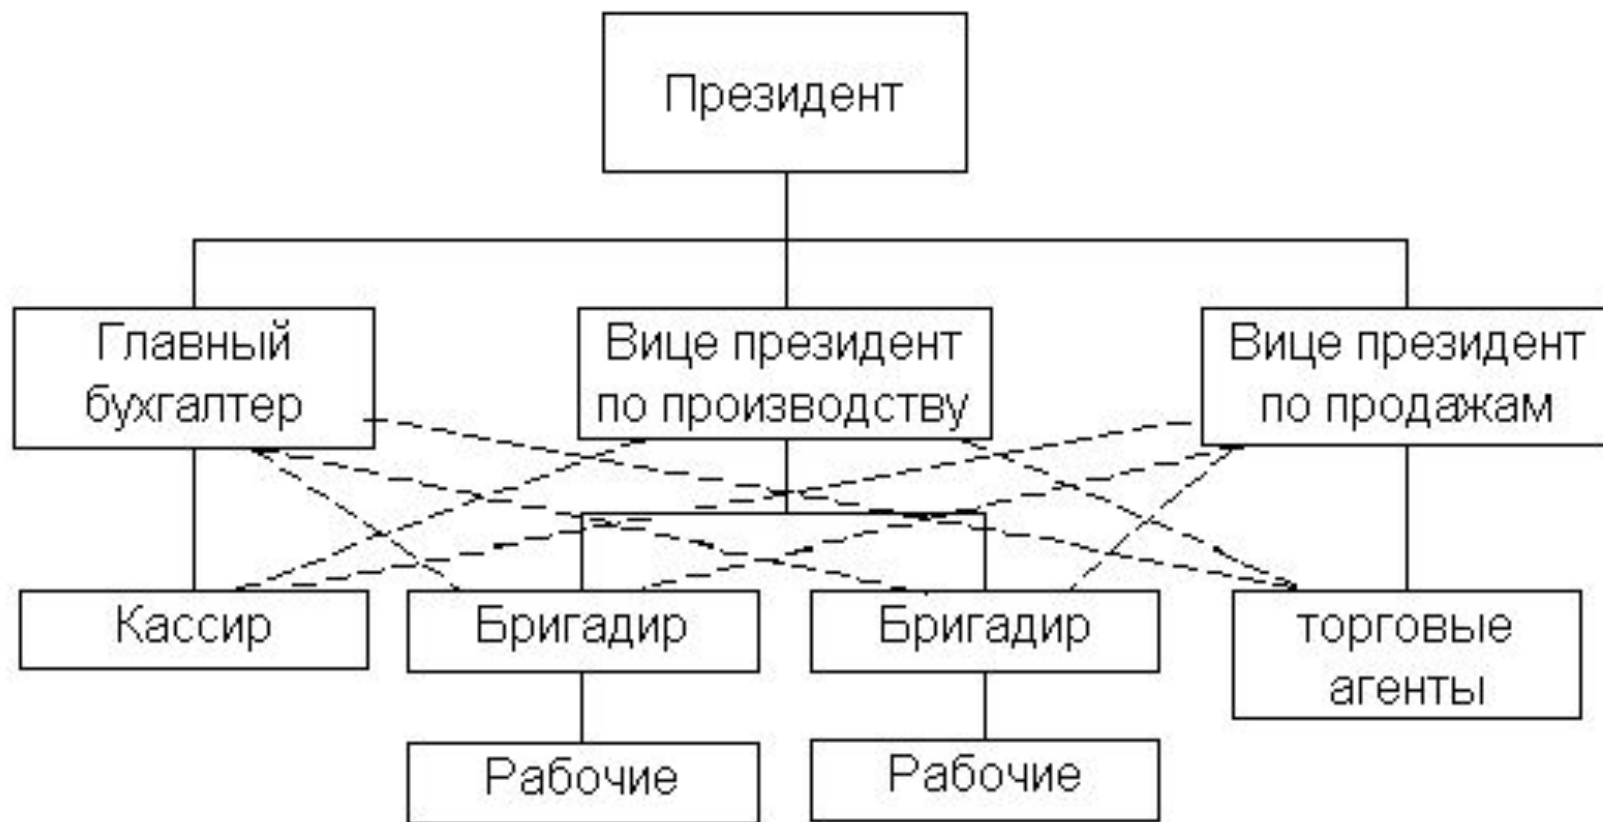 Президент
Главный
бухгалтер
Вице президент
по производству
Вице президент
по продажам
Кассир
Бригадир
Бригадир
торговые
агенты
Рабочие
Рабочие